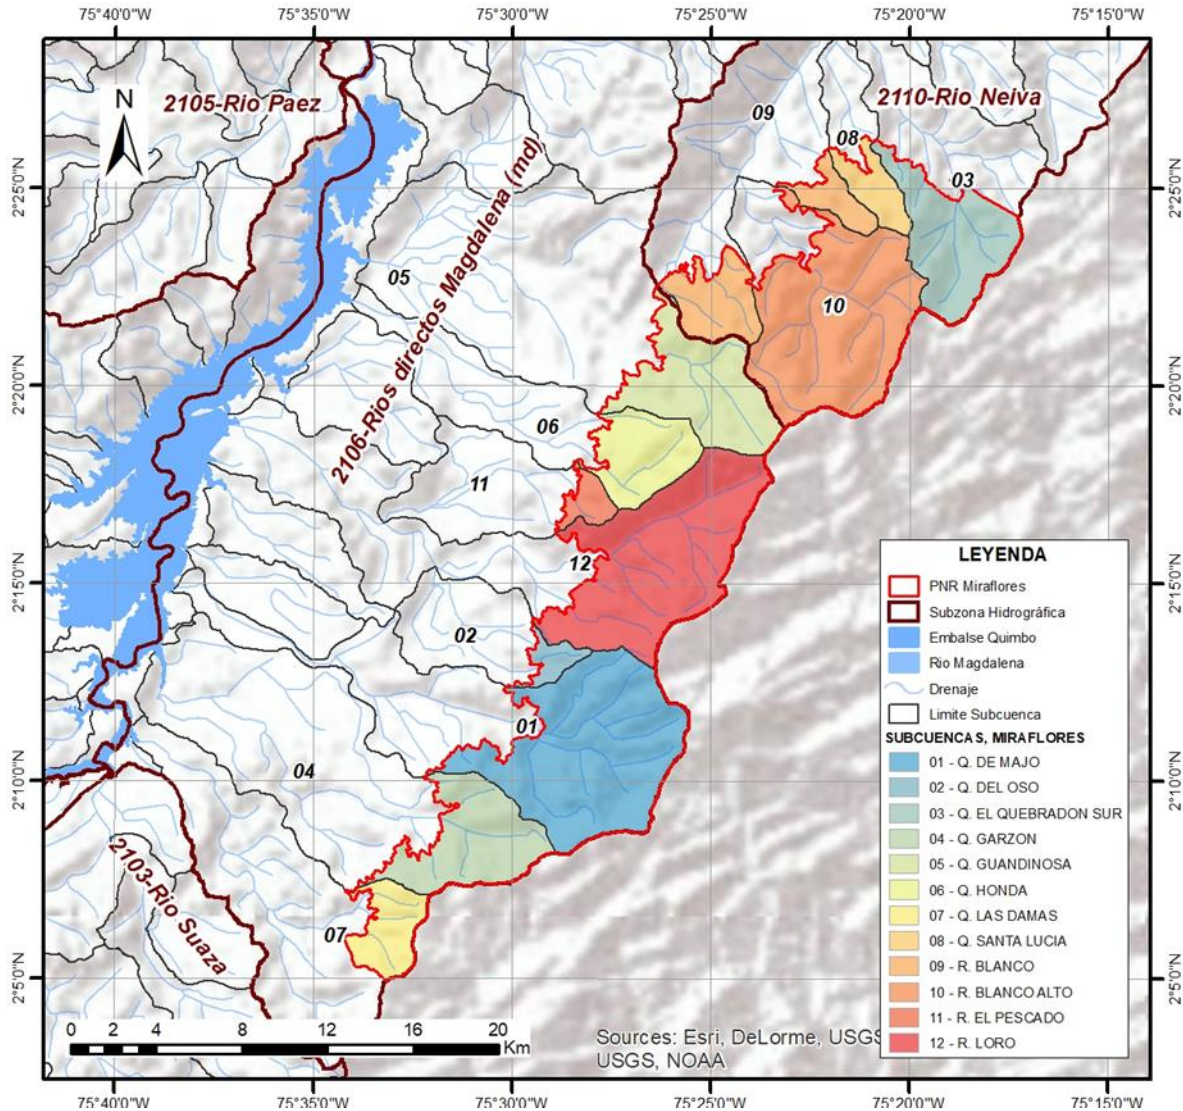 75°40'0"W 75°35'0"W 75°30'0"W 75°25'0"W 75°20'0"W 75°15'0"W
N
2105-Rio Paez
2110-Rio Neiva
09
08
03
2°25'0"N 2°25'0"N
2106-Rios directos Magdalena (md)
05
10
2°20'0"N 2°20'0"N
06
11
12
2°15'0"N 2°15'0"N
02
01
04
2°10'0"N 2°10'0"N
2103-Rio Suaza
07
2°5'0"N 2°5'0"N
LEYENDA
PNR Miraflores
Subzona Hidrográfica
Embalse Quimbo
Rio Magdalena
Drenaje
Limite Subcuenca
SUBCUENCAS, MIRAFLORES
01 - Q. DE MAJO
02 - Q. DEL OSO
03 - Q. EL QUEBRADON SUR
04 - Q. GARZON
05 - Q. GUANDINOSA
06 - Q. HONDA
07 - Q. LAS DAMAS
08 - Q. SANTA LUCIA
09 - R. BLANCO
10 - R. BLANCO ALTO
11 - R. EL PESCADO
12 - R. LORO
0 2 4 8 12 16 20
Km
Sources: Esri, DeLorme, USGS
USGS, NOAA
75°40'0"W 75°35'0"W 75°30'0"W 75°25'0"W 75°20'0"W 75°15'0"W